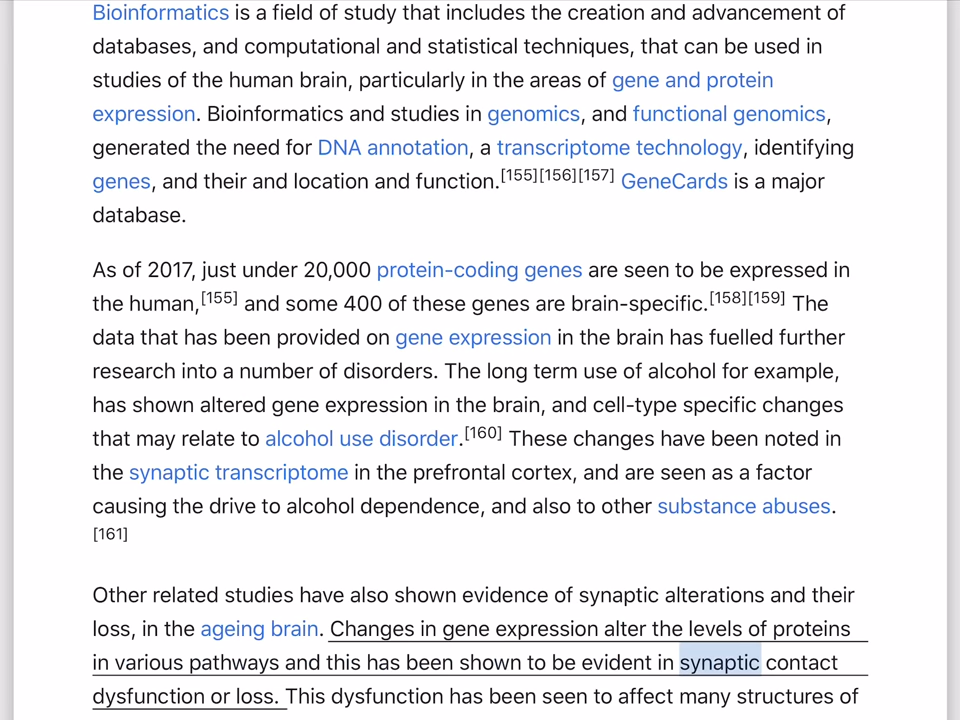 Bioinformatics is a field of study that includes the creation and advancement of
databases, and computational and statistical techniques, that can be used in
studies of the human brain, particularly in the areas of gene and protein
expression. Bioinformatics and studies in genomics, and functional genomics,
generated the need for DNA annotation, a transcriptome technology, identifying
genes, and their and location and function.[155][156][157] GeneCards is a major
database.
As of 2017, just under 20,000 protein-coding genes are seen to be expressed in
the human,[155] and some 400 of these genes are brain-specific.[158][159] The
data that has been provided on gene expression in the brain has fuelled further
research into a number of disorders. The long term use of alcohol for example,
has shown altered gene expression in the brain, and cell-type specific changes
that may relate to alcohol use disorder.[160] These changes have been noted in
the synaptic transcriptome in the prefrontal cortex, and are seen as a factor
causing the drive to alcohol dependence, and also to other substance abuses.
[161]
Other related studies have also shown evidence of synaptic alterations and their
loss, in the ageing brain. Changes in gene expression alter the levels of proteins
in various pathways and this has been shown to be evident in synaptic contact
dysfunction or loss. This dysfunction has been seen to affect many structures of